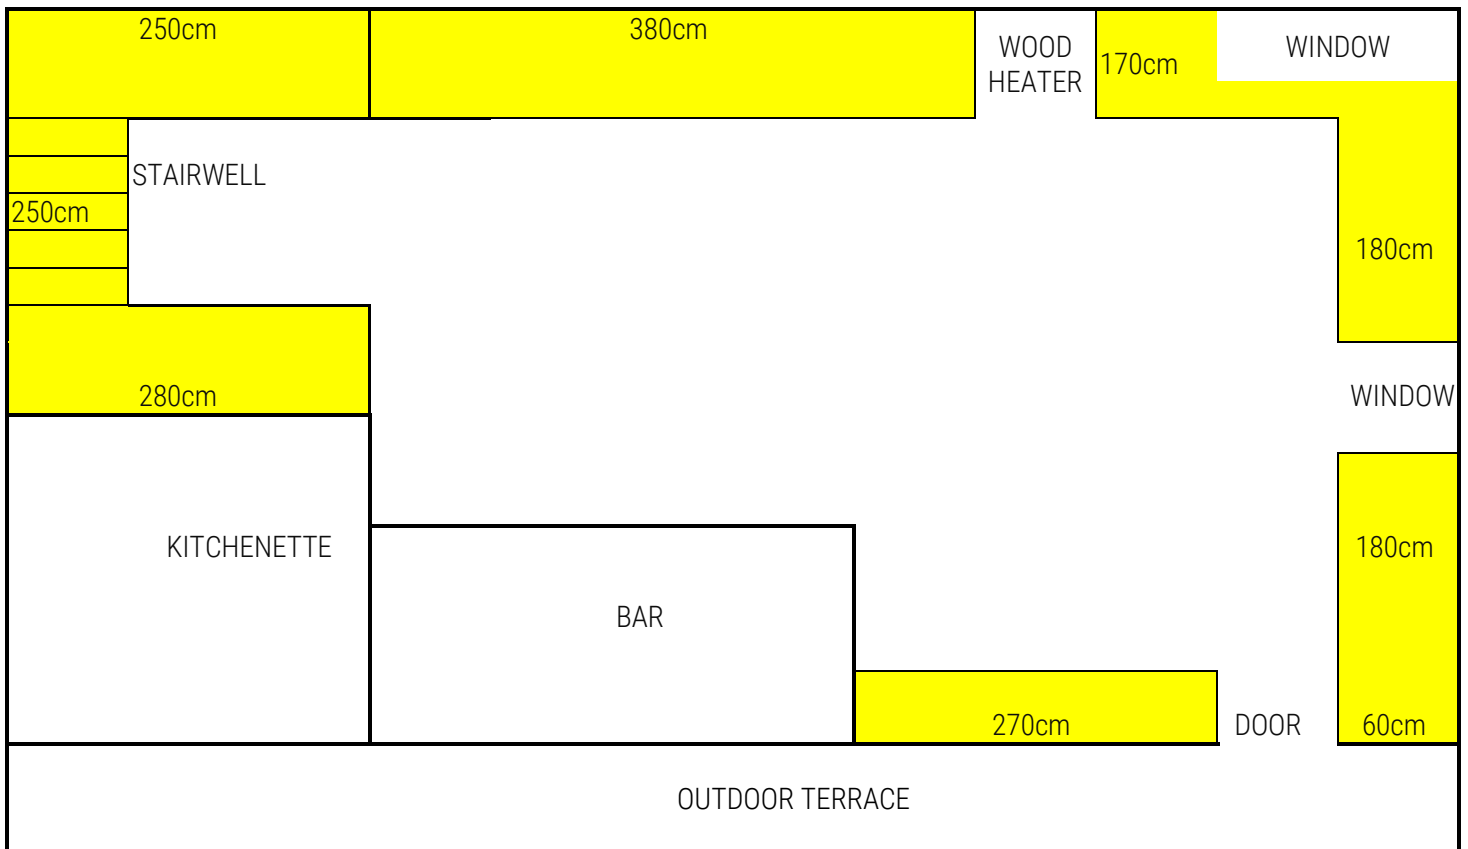 250cm
380cm
WOOD
HEATER
170cm
WINDOW
STAIRWELL
250cm
180cm
280cm
WINDOW
KITCHENETTE
180cm
BAR
270cm
DOOR
60cm
OUTDOOR TERRACE